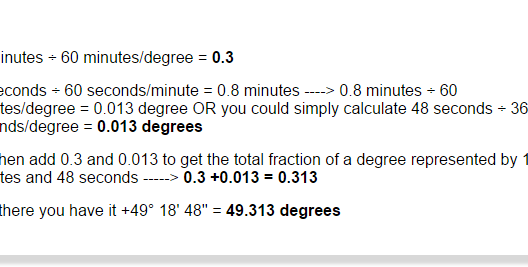 inutes ÷ 60 minutes/degree = 0.3
econds ÷ 60 seconds/minute = 0.8 minutes ----> 0.8 minutes ÷ 60
tes/degree = 0.013 degree OR you could simply calculate 48 seconds ÷ 36
nds/degree = 0.013 degrees
hen add 0.3 and 0.013 to get the total fraction of a degree represented by 1
tes and 48 seconds -----> 0.3 +0.013 = 0.313
there you have it +49° 18' 48" = 49.313 degrees